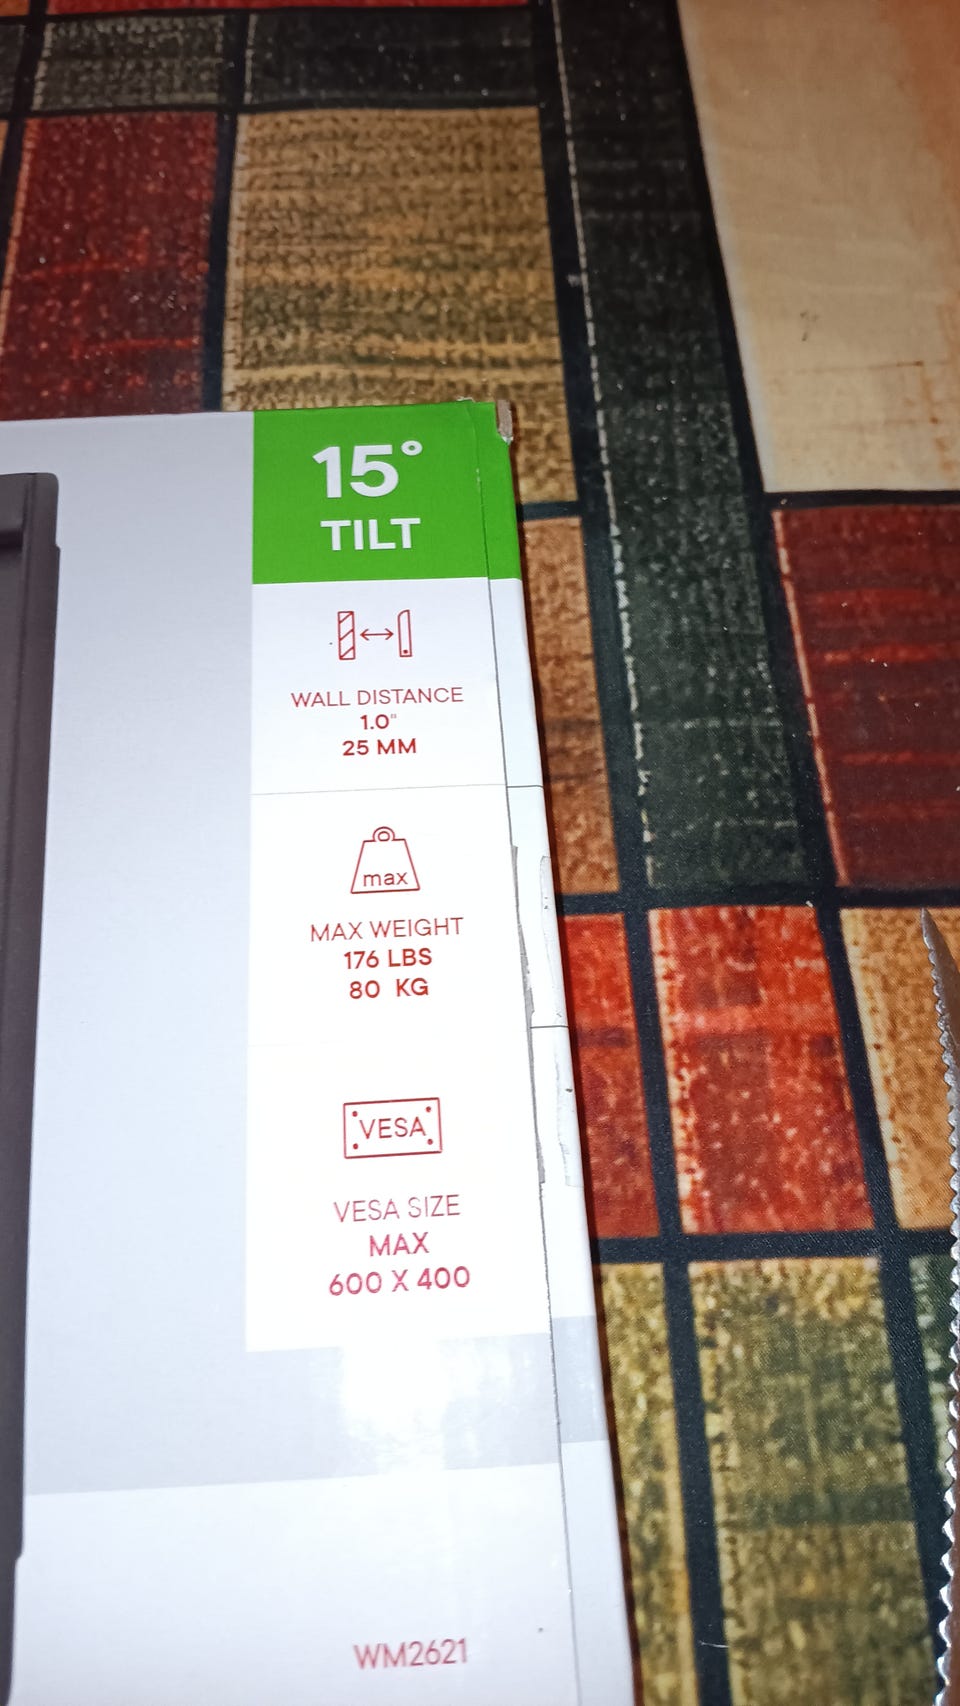 15°
TILT
WALL DISTANCE
1.0"
25 MM
max
MAX WEIGHT
176 LBS
80 KG
VESA
VESA SIZE
MAX
600 X 400
WM2621